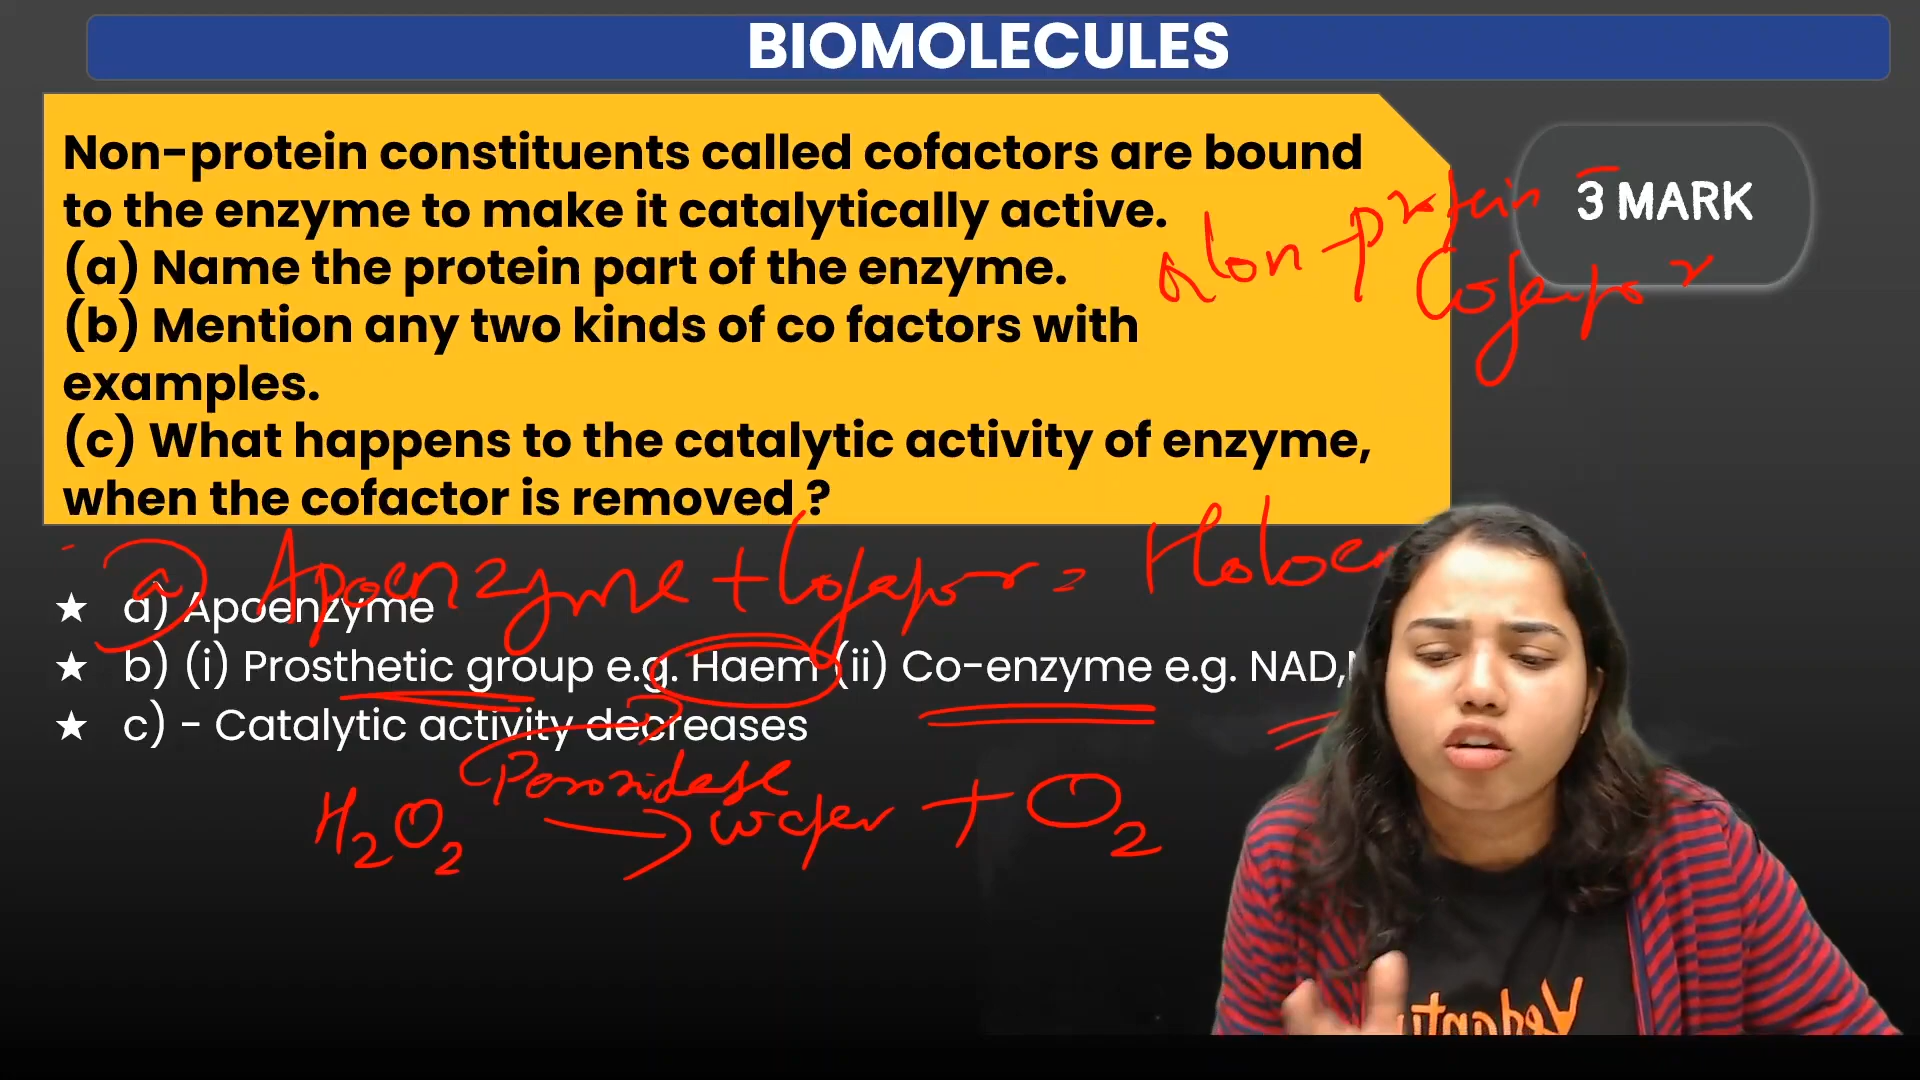 BIOMOLECULES
Non-protein constituents called cofactors are bound
to the enzyme to make it catalytically active.
(a) Name the protein part of the enzyme.
(b) Mention any two kinds of co factors with
examples.
(c) What happens to the catalytic activity of enzyme,
when the cofactor is removed ?
3 MARK
Non-protein
Cofactor
a) Apoenzyme + Cofactor = Holoen
★ a) Apoenzyme
★ b) (i) Prosthetic group e.g. Haem (ii) Co-enzyme e.g. NAD,
★ c) - Catalytic activity decreases
Peroxidase
H2O2 → water + O2
Vedantu